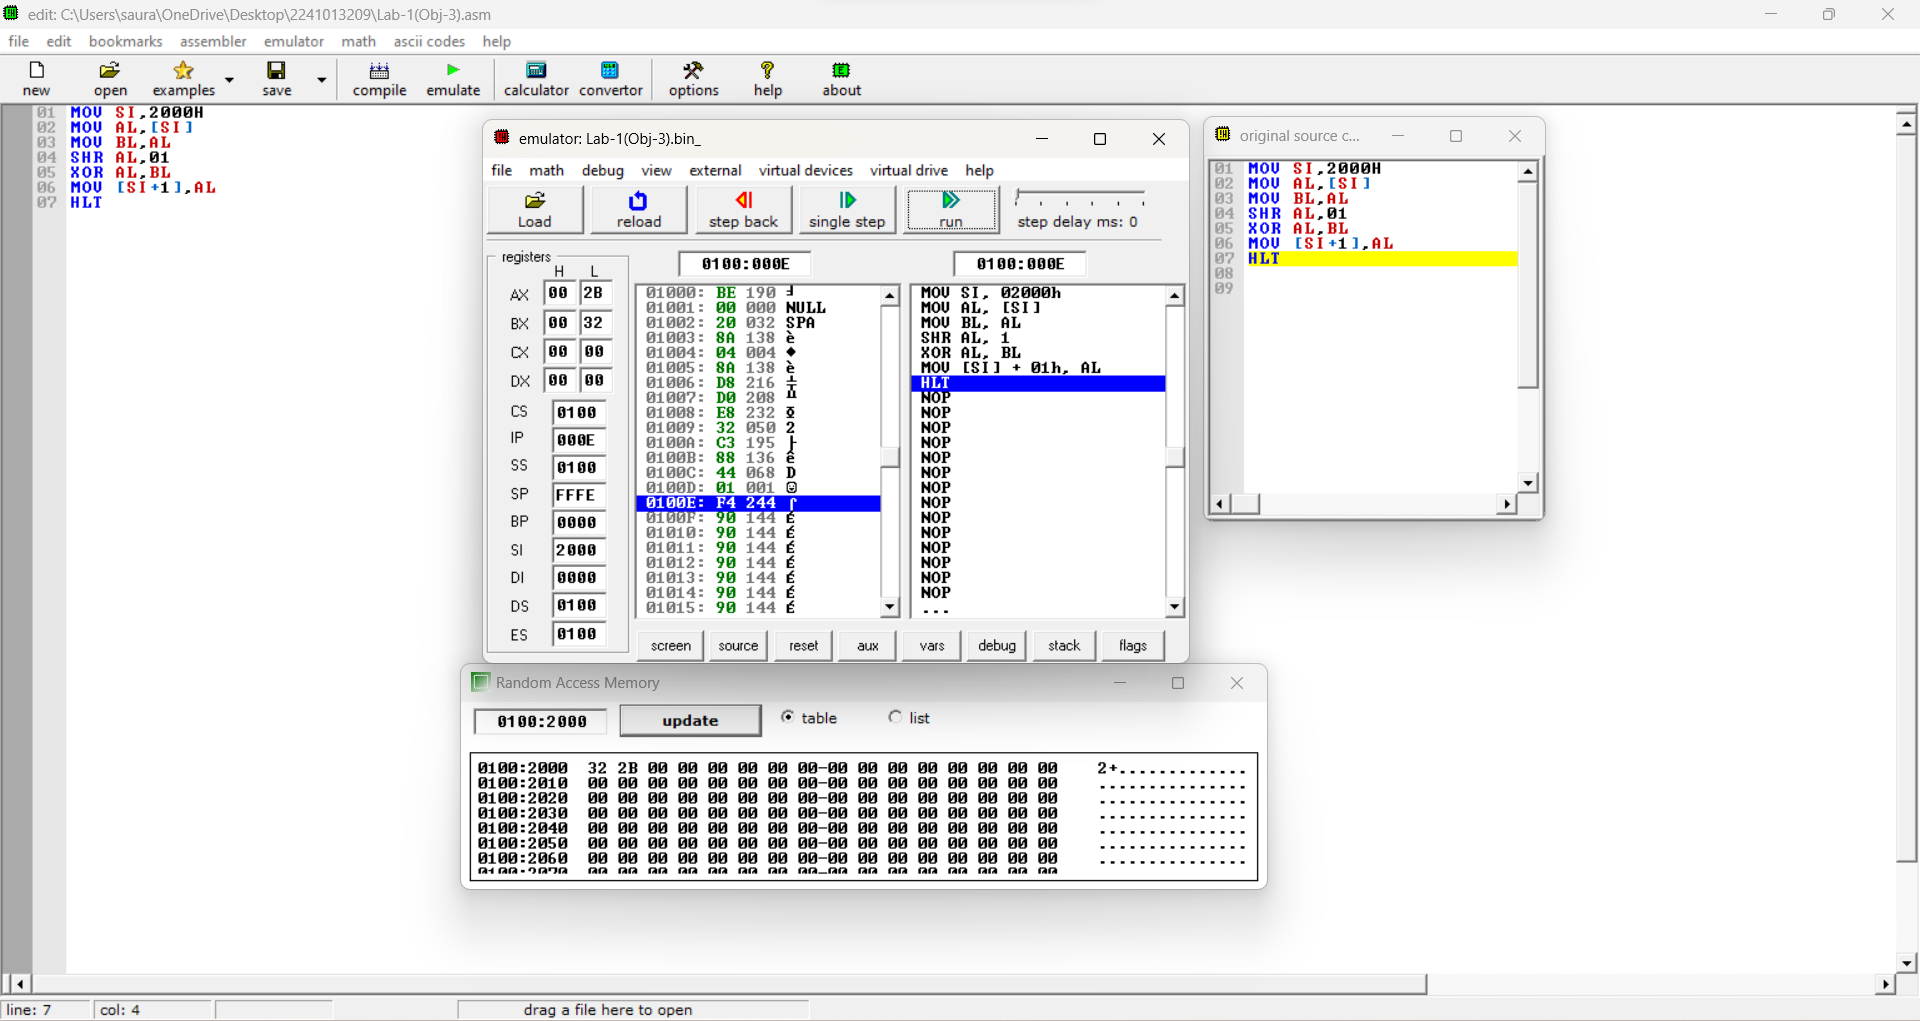 edit: C:\Users\saura\OneDrive\Desktop\2241013209\Lab-1(Obj-3).asm
file edit bookmarks assembler emulator math ascii codes help
new open examples save compile emulate calculator convertor options help about
01 MOV SI,2000H
02 MOV AL,[SI]
03 MOV BL,AL
04 SHR AL,01
05 XOR AL,BL
06 MOV [SI+1],AL
07 HLT
emulator: Lab-1(Obj-3).bin_
file math debug view external virtual devices virtual drive help
Load reload step back single step run step delay ms: 0
registers
H L
AX 00 2B
BX 00 32
CX 00 00
DX 00 00
CS 0100
IP 000E
SS 0100
SP FFFE
BP 0000
SI 2000
DI 0000
DS 0100
ES 0100
0100:000E
01000: BE 190 ╛
01001: 00 000 NULL
01002: 20 032 SPA
01003: 8A 138 è
01004: 04 004 ♦
01005: 8A 138 è
01006: D8 216 ╪
01007: D0 208 ╨
01008: E8 232 Φ
01009: 32 050 2
0100A: C3 195 ├
0100B: 88 136 ê
0100C: 44 068 D
0100D: 01 001 ☺
0100E: F4 244 ⌠
0100F: 90 144 É
01010: 90 144 É
01011: 90 144 É
01012: 90 144 É
01013: 90 144 É
01014: 90 144 É
01015: 90 144 É
0100:000E
MOV SI, 02000h
MOV AL, [SI]
MOV BL, AL
SHR AL, 1
XOR AL, BL
MOV [SI] + 01h, AL
HLT
NOP
NOP
NOP
NOP
NOP
NOP
NOP
NOP
NOP
NOP
NOP
NOP
NOP
NOP
...
screen source reset aux vars debug stack flags
original source c...
01 MOV SI,2000H
02 MOV AL,[SI]
03 MOV BL,AL
04 SHR AL,01
05 XOR AL,BL
06 MOV [SI+1],AL
07 HLT
08
09
Random Access Memory
0100:2000 update table list
0100:2000 32 2B 00 00 00 00 00 00-00 00 00 00 00 00 00 00 2+..............
0100:2010 00 00 00 00 00 00 00 00-00 00 00 00 00 00 00 00 ................
0100:2020 00 00 00 00 00 00 00 00-00 00 00 00 00 00 00 00 ................
0100:2030 00 00 00 00 00 00 00 00-00 00 00 00 00 00 00 00 ................
0100:2040 00 00 00 00 00 00 00 00-00 00 00 00 00 00 00 00 ................
0100:2050 00 00 00 00 00 00 00 00-00 00 00 00 00 00 00 00 ................
0100:2060 00 00 00 00 00 00 00 00-00 00 00 00 00 00 00 00 ................
0100:2070 00 00 00 00 00 00 00 00-00 00 00 00 00 00 00 00
line: 7 col: 4 drag a file here to open